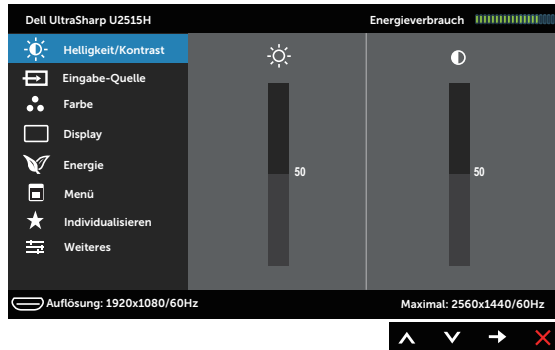 Dell UltraSharp U2515H
Energieverbrauch
Helligkeit/Kontrast
Eingabe-Quelle
Farbe
Display
Energie
Menü
Individualisieren
Weiteres
50
50
Auflösung: 1920x1080/60Hz
Maximal: 2560x1440/60Hz